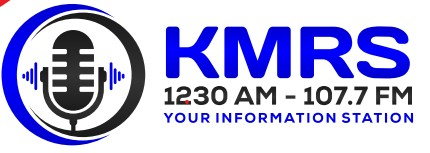 KMRS
1230 AM - 107.7 FM
YOUR INFORMATION STATION